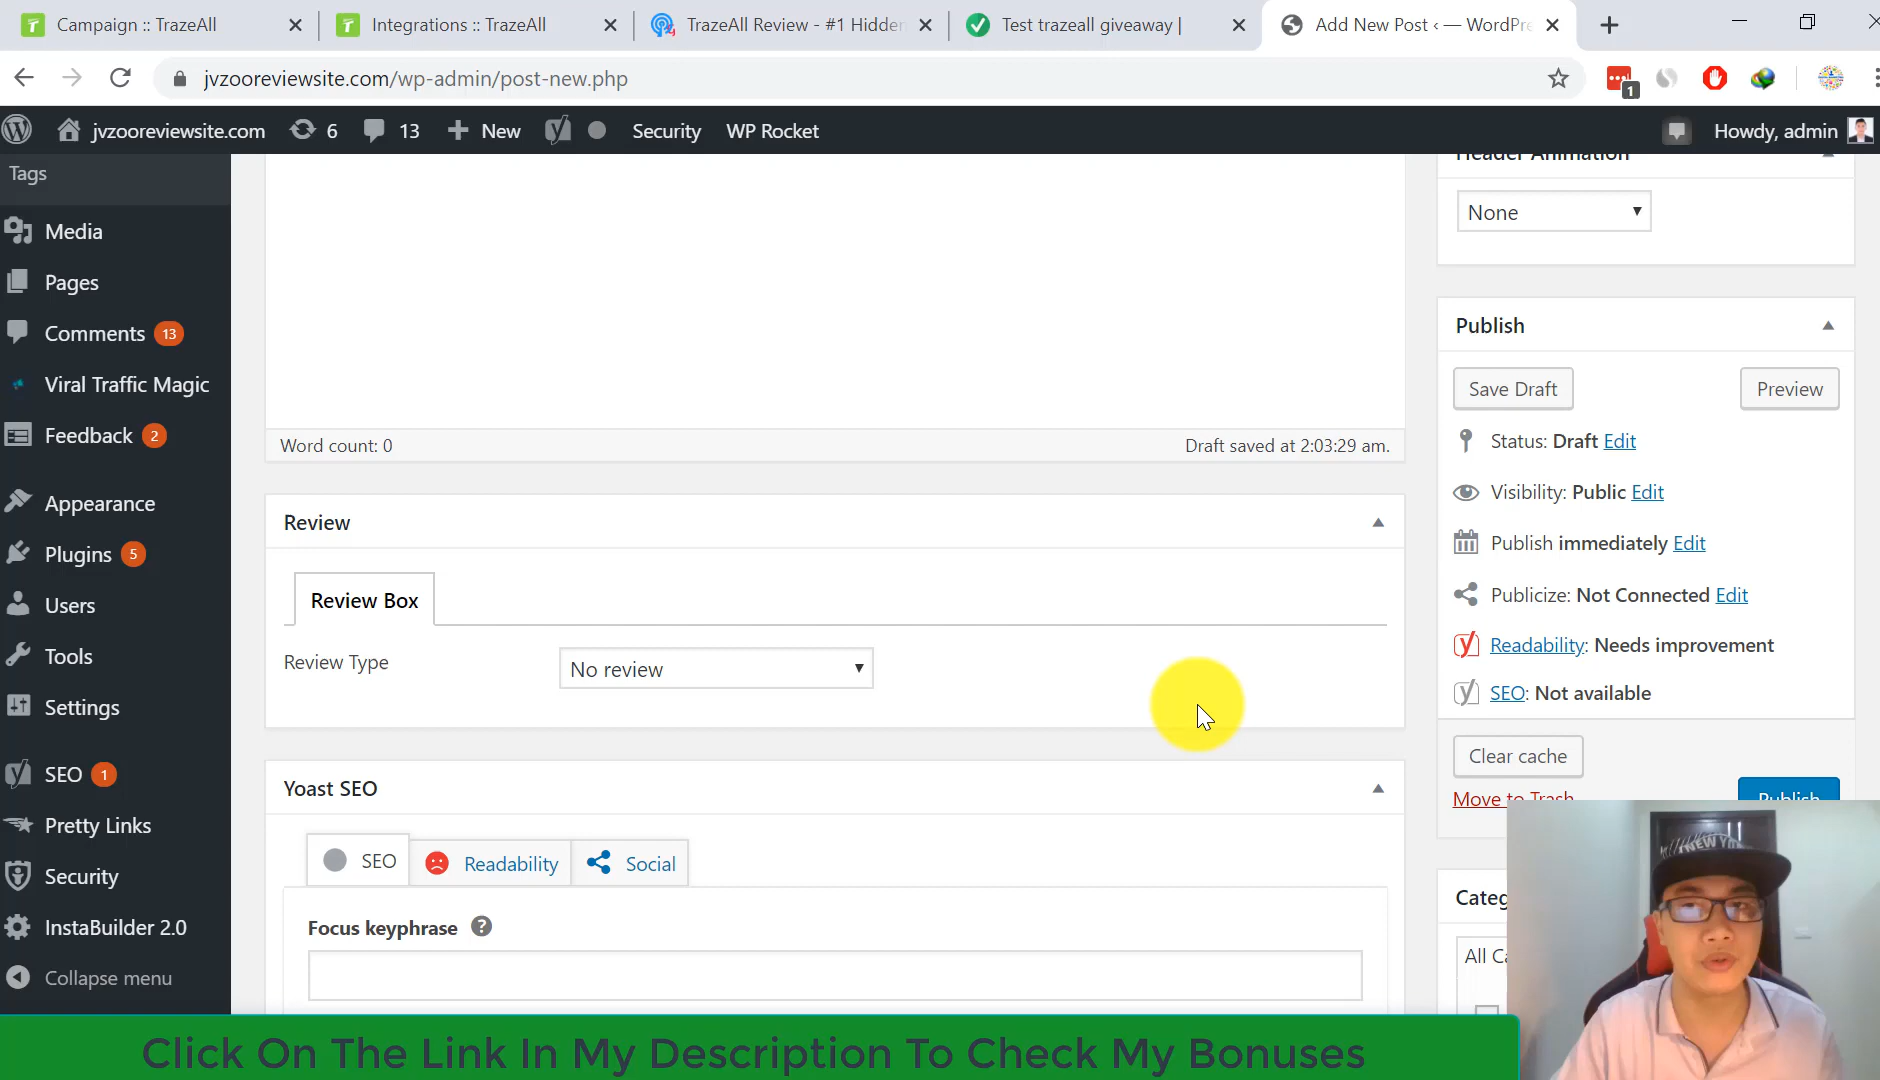 Campaign :: TrazeAll
Integrations :: TrazeAll
TrazeAll Review - #1 Hidden
Test trazeall giveaway |
Add New Post ‹ — WordPre
jvzooreviewsite.com/wp-admin/post-new.php
1
jvzooreviewsite.com
6
13
New
Security
WP Rocket
Howdy, admin
Tags
Media
Pages
Comments 13
Viral Traffic Magic
Feedback 2
Appearance
Plugins 5
Users
Tools
Settings
SEO 1
Pretty Links
Security
InstaBuilder 2.0
Collapse menu
Word count: 0
Draft saved at 2:03:29 am.
Review
Review Box
Review Type
No review
Yoast SEO
SEO
Readability
Social
Focus keyphrase ?
Header Animation
None
Publish
Save Draft
Preview
Status: Draft Edit
Visibility: Public Edit
Publish immediately Edit
Publicize: Not Connected Edit
Readability: Needs improvement
SEO: Not available
Clear cache
Move to Trash
Publish
Categ
All Ca
NEW Y
Click On The Link In My Description To Check My Bonuses